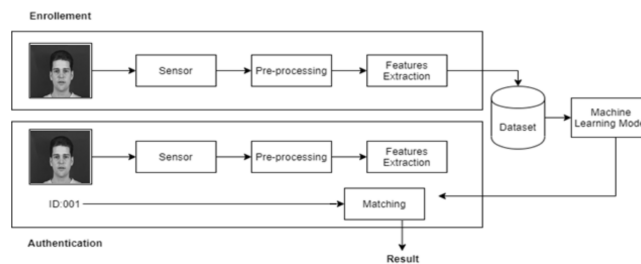 Enrollement
Sensor
Pre-processing
Features
Extraction
Dataset
Machine
Learning Mode
Sensor
Pre-processing
Features
Extraction
ID:001
Matching
Authentication
Result